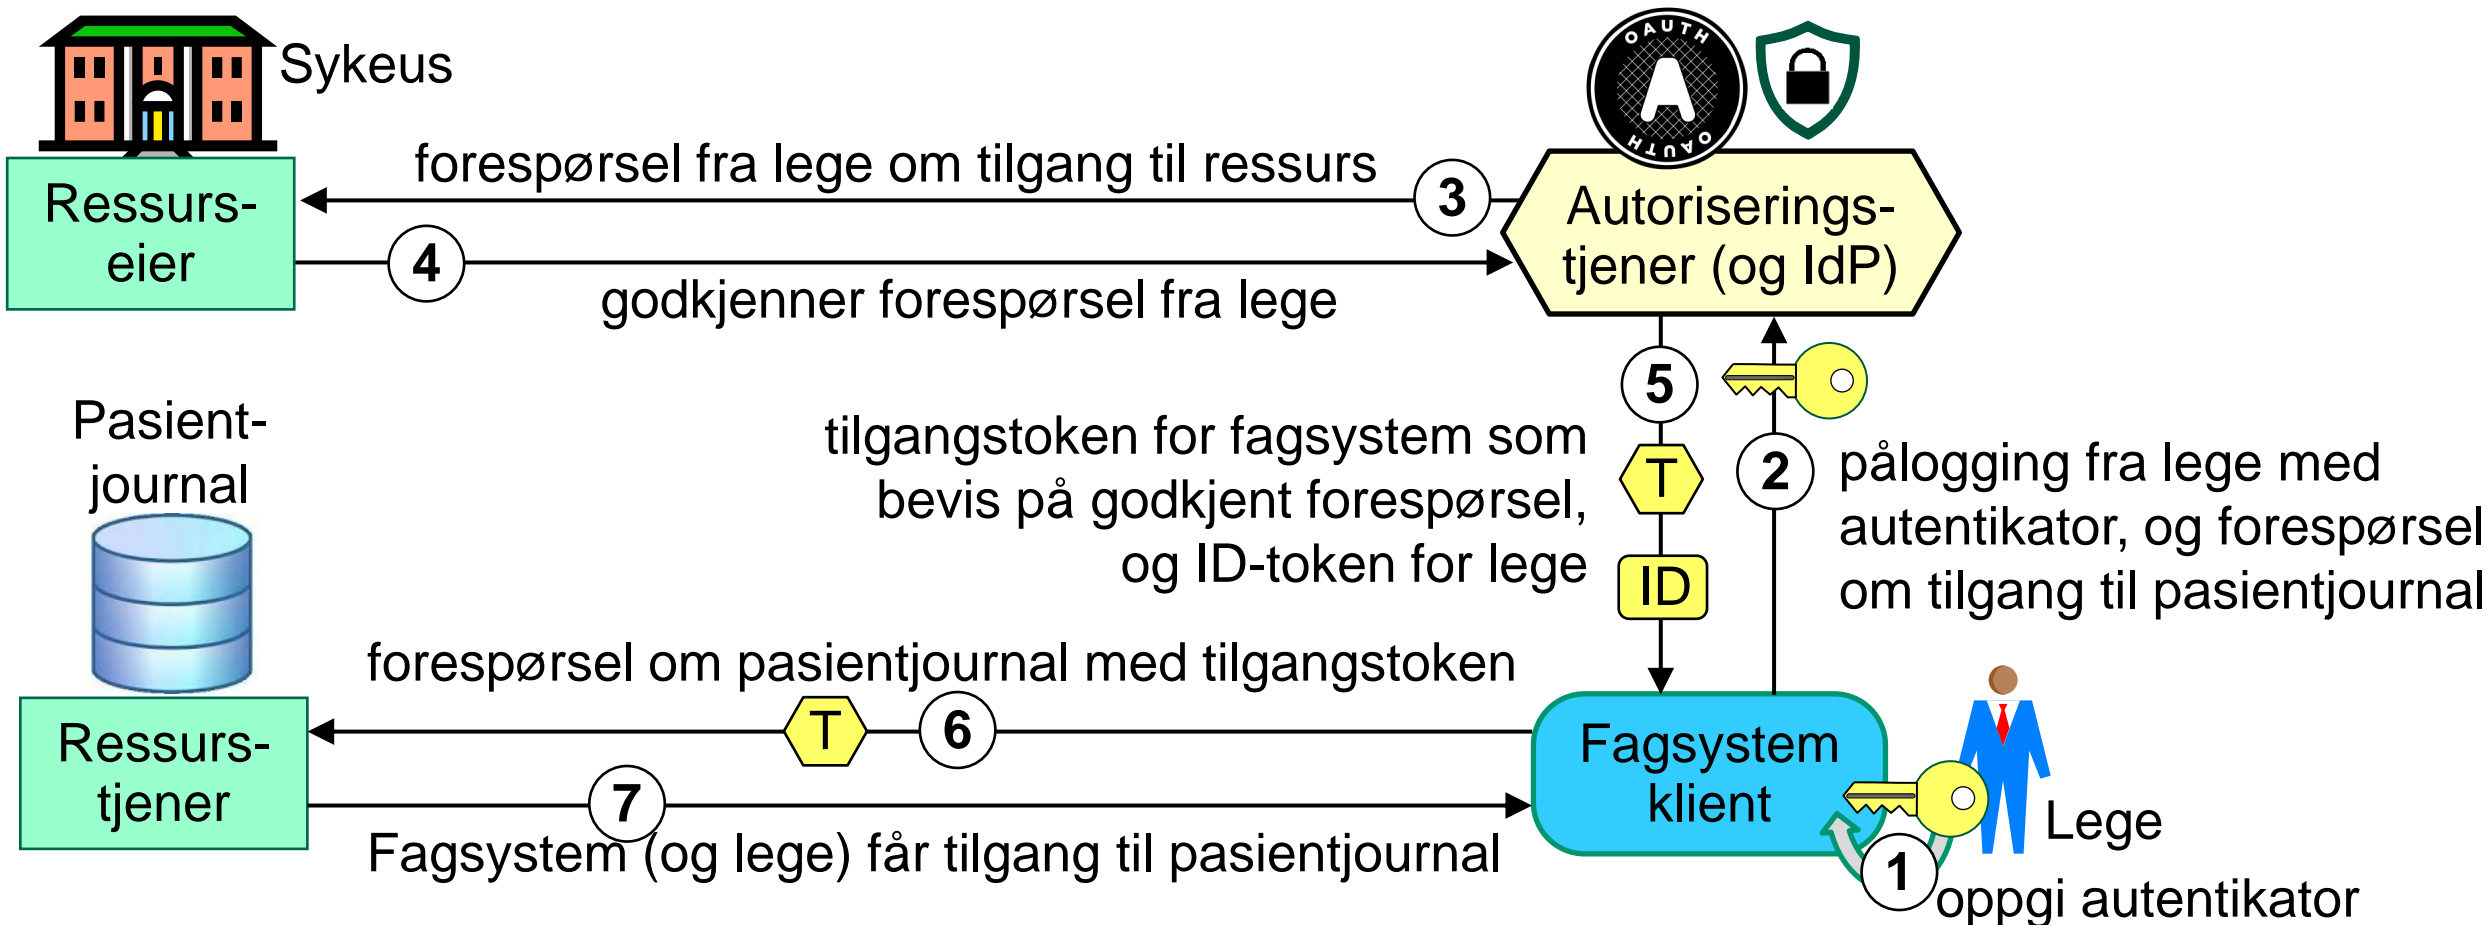 Sykeus
OAUTH
OAUTH
forespørsel fra lege om tilgang til ressurs
3
Ressurs-
eier
4
godkjenner forespørsel fra lege
Autoriserings-
tjener (og IdP)
5
tilgangstoken for fagsystem som
bevis på godkjent forespørsel,
og ID-token for lege
T
ID
2
pålogging fra lege med
autentikator, og forespørsel
om tilgang til pasientjournal
Pasient-
journal
forespørsel om pasientjournal med tilgangstoken
T
6
Ressurs-
tjener
7
Fagsystem (og lege) får tilgang til pasientjournal
Fagsystem
klient
Lege
1
oppgi autentikator